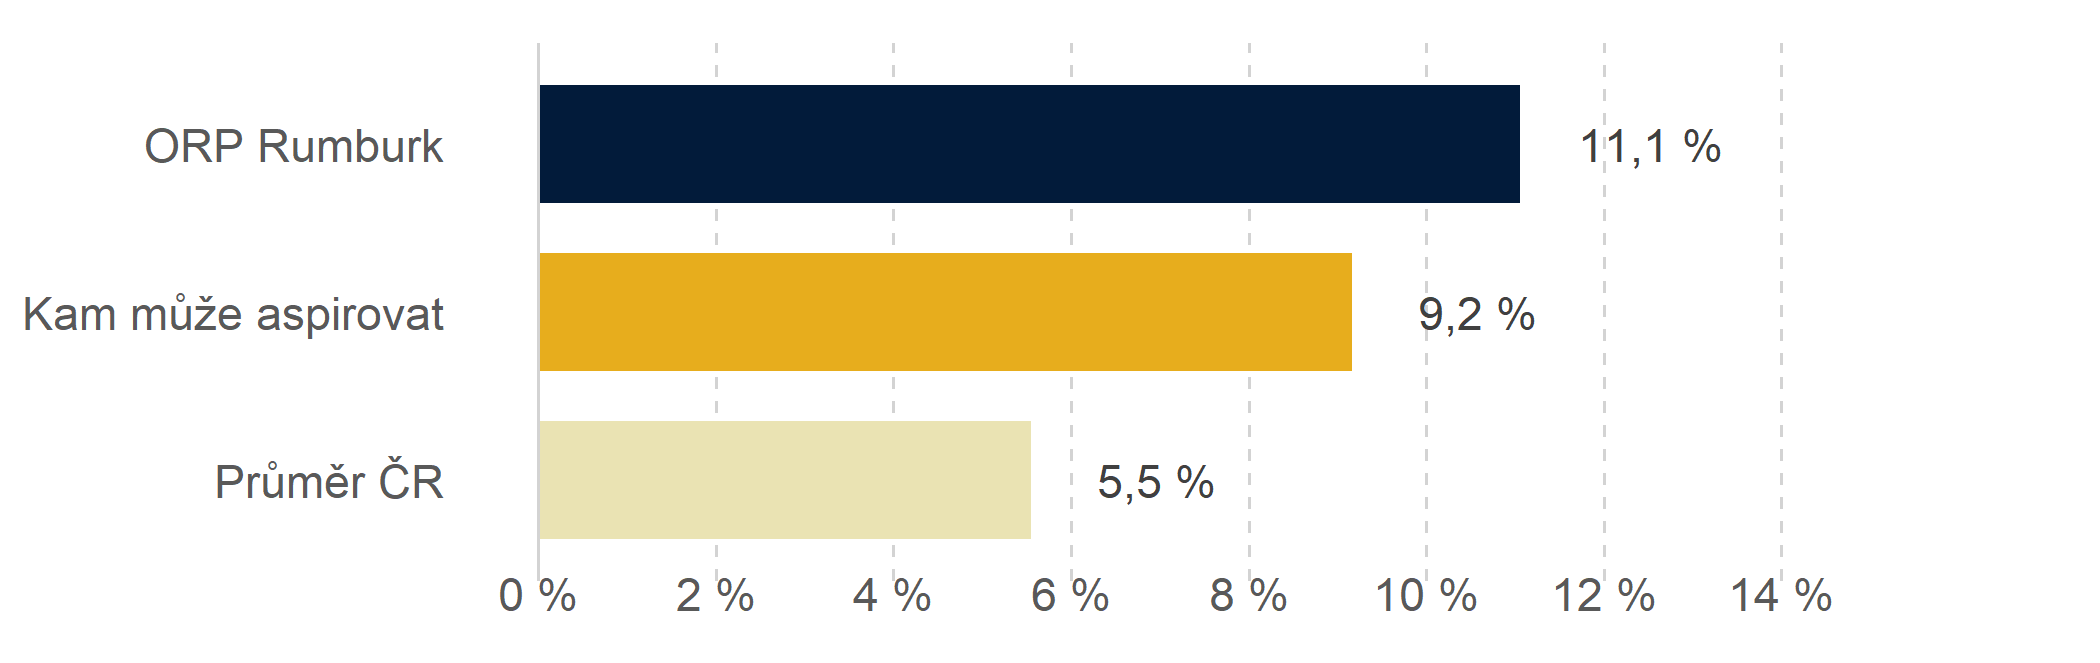 ORP Rumburk
11,1 %
Kam může aspirovat
9,2 %
Průměr ČR
5,5 %
0 % 2 % 4 % 6 % 8 % 10 % 12 % 14 %